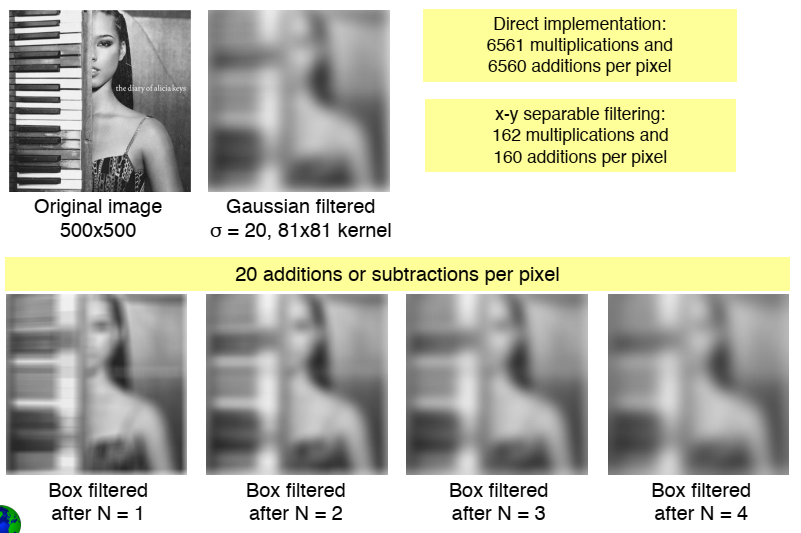 Direct implementation:
6561 multiplications and
6560 additions per pixel
the diary of alicia keys
x-y separable filtering:
162 multiplications and
160 additions per pixel
Original image
500x500
Gaussian filtered
σ = 20, 81x81 kernel
20 additions or subtractions per pixel
Box filtered
after N = 1
Box filtered
after N = 2
Box filtered
after N = 3
Box filtered
after N = 4